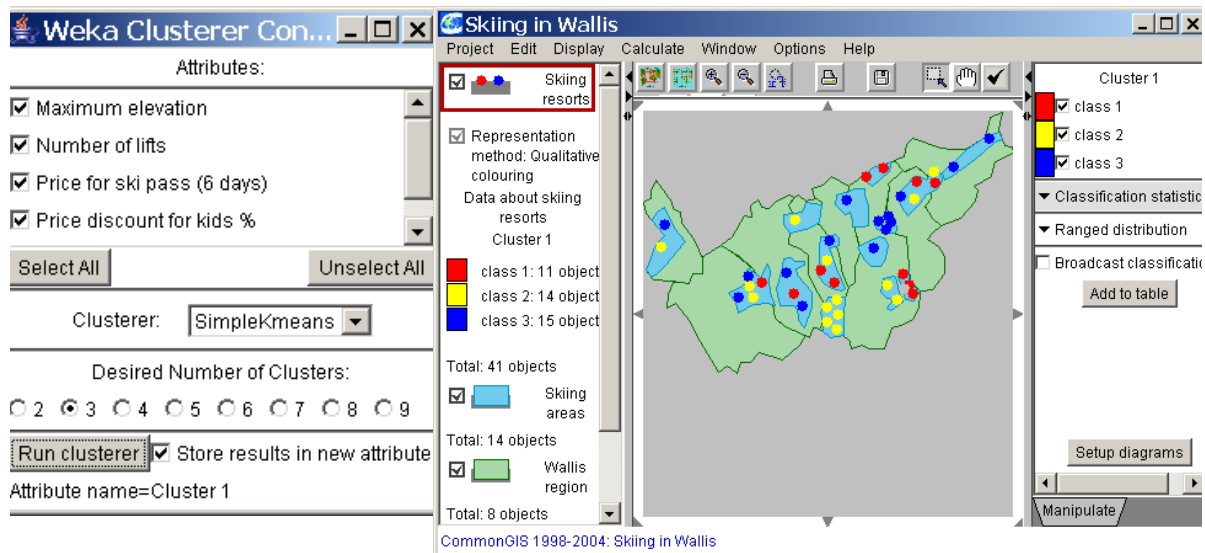 Weka Clusterer Con...
Attributes:
Maximum elevation
Number of lifts
Price for ski pass (6 days)
Price discount for kids %
Select All
Unselect All
Clusterer:
SimpleKmeans
Desired Number of Clusters:
2 3 4 5 6 7 8 9
Run clusterer
Store results in new attribute
Attribute name=Cluster 1
Skiing in Wallis
Project Edit Display Calculate Window Options Help
Skiing
resorts
Representation
method: Qualitative
colouring
Data about skiing
resorts
Cluster 1
class 1: 11 object
class 2: 14 object
class 3: 15 object
Total: 41 objects
Skiing
areas
Total: 14 objects
Wallis
region
Total: 8 objects
Cluster 1
class 1
class 2
class 3
Classification statistic
Ranged distribution
Broadcast classificatio
Add to table
Setup diagrams
Manipulate
CommonGIS 1998-2004: Skiing in Wallis